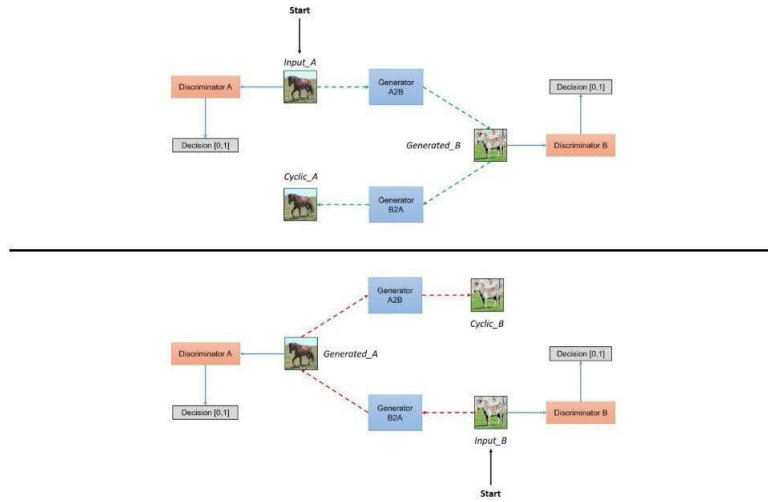 Start
Input_A
Discriminator A
Generator
A2B
Decision [0,1]
Decision [0,1]
Generated_B
Discriminator B
Cyclic_A
Generator
B2A
Generator
A2B
Cyclic_B
Discriminator A
Generated_A
Decision [0,1]
Decision [0,1]
Generator
B2A
Discriminator B
Input_B
Start